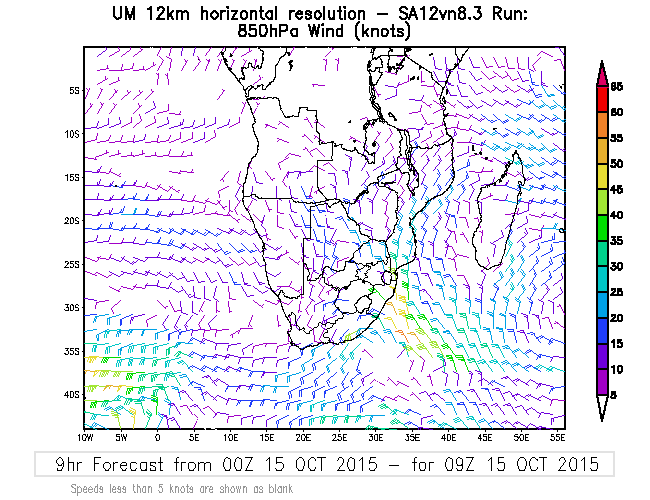 UM 12km horizontal resolution – SA12vn8.3 Run:
850hPa Wind (knots)
5S
10S
15S
20S
25S
30S
35S
40S
10W 5W 0 5E 10E 15E 20E 25E 30E 35E 40E 45E 50E 55E
65
60
55
50
45
40
35
30
25
20
15
10
5
9hr Forecast from 00Z 15 OCT 2015 – for 09Z 15 OCT 2015
Speeds less than 5 knots are shown as blank